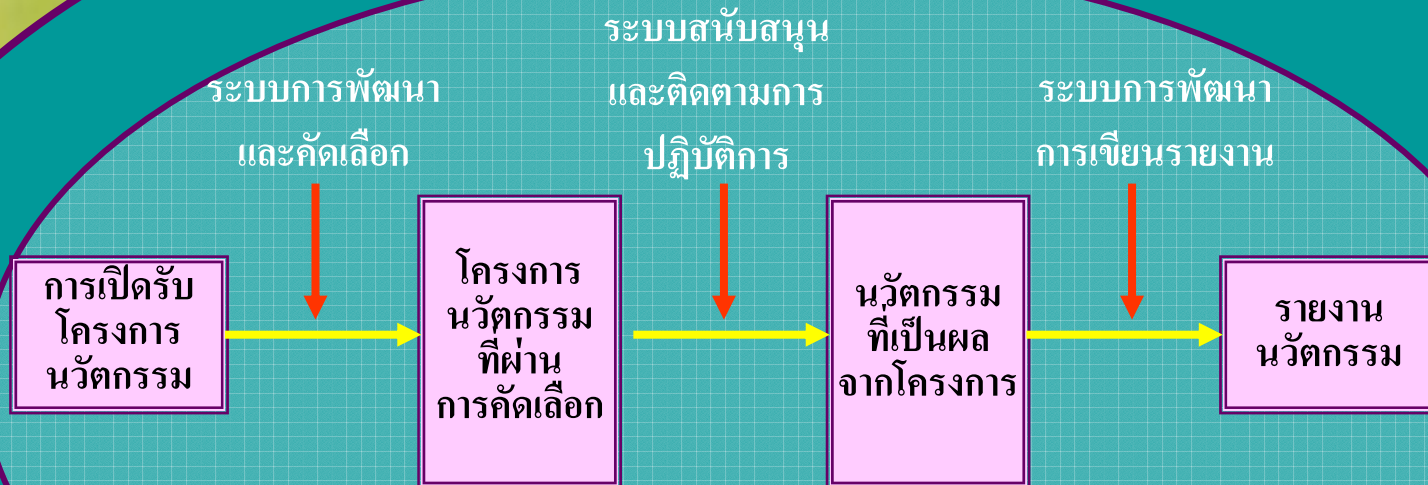 ระบบการพัฒนา
และคัดเลือก
ระบบสนับสนุน
และติดตามการ
ปฏิบัติการ
ระบบการพัฒนา
การเขียนรายงาน
การเปิดรับ
โครงการ
นวัตกรรม
โครงการ
นวัตกรรม
ที่ผ่าน
การคัดเลือก
นวัตกรรม
ที่เป็นผล
จากโครงการ
รายงาน
นวัตกรรม